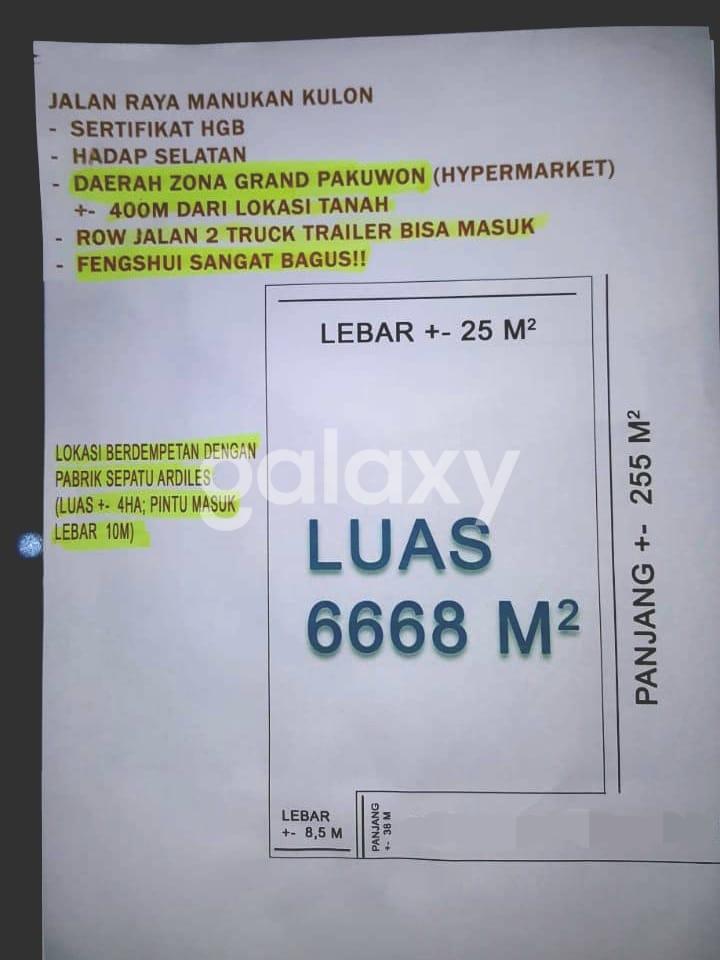 JALAN RAYA MANUKAN KULON
- SERTIFIKAT HGB
- HADAP SELATAN
- DAERAH ZONA GRAND PAKUWON (HYPERMARKET)
+- 400M DARI LOKASI TANAH
- ROW JALAN 2 TRUCK TRAILER BISA MASUK
- FENGSHUI SANGAT BAGUS!!
LEBAR +- 25 M²
PANJANG +- 255 M²
LOKASI BERDEMPETAN DENGAN
PABRIK SEPATU ARDILES
(LUAS +- 4HA; PINTU MASUK
LEBAR 10M)
galaxy
LUAS
6668 M²
LEBAR
+- 8,5 M
PANJANG
+- 38 M